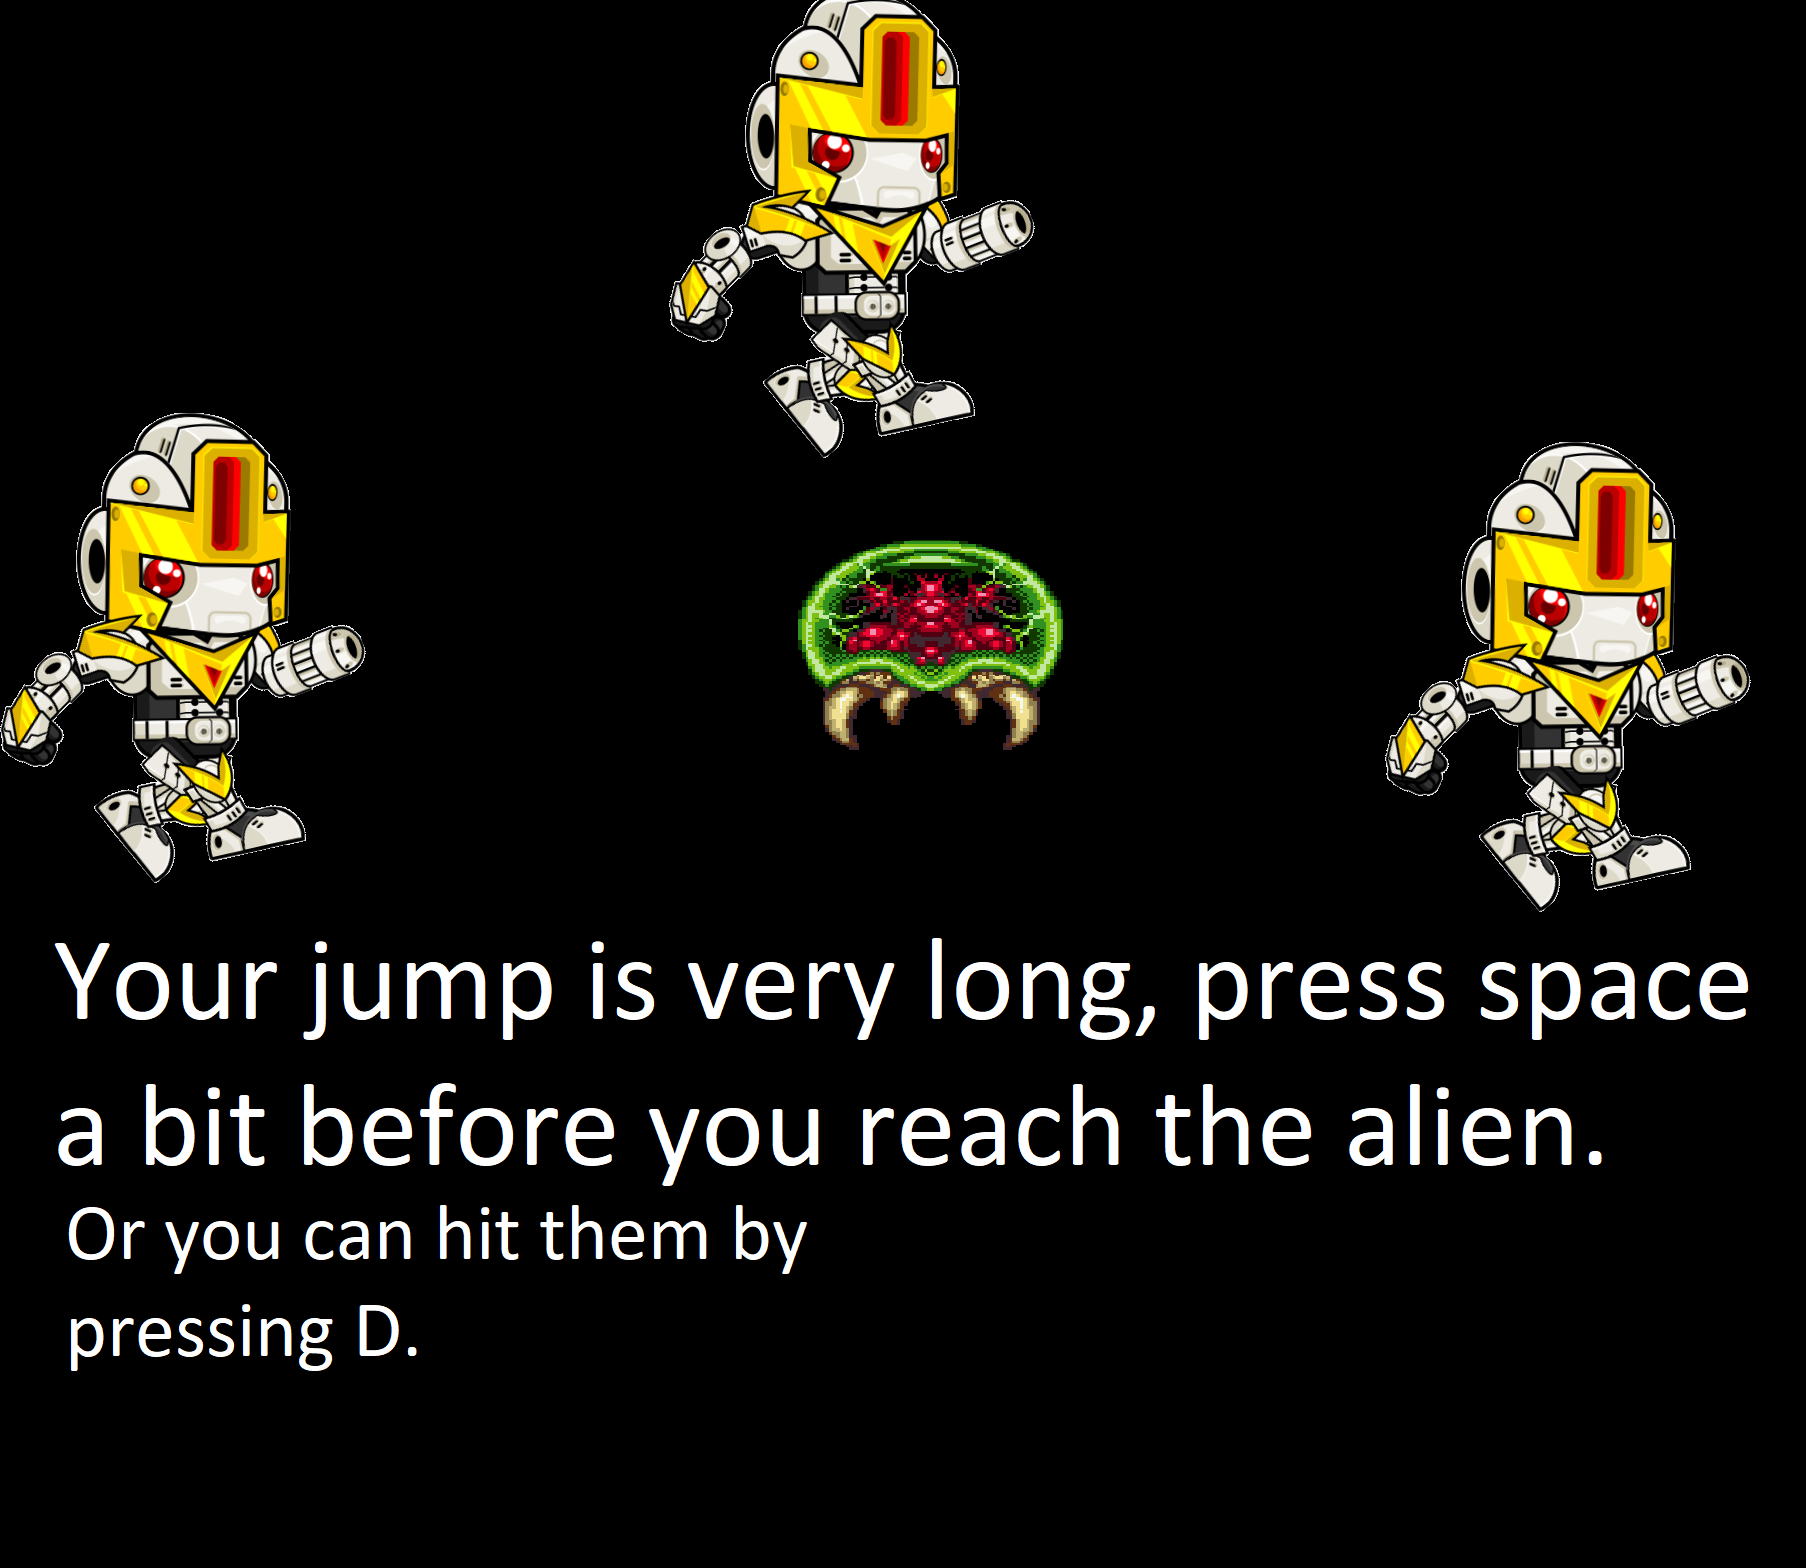 Your jump is very long, press space
a bit before you reach the alien.
Or you can hit them by
pressing D.